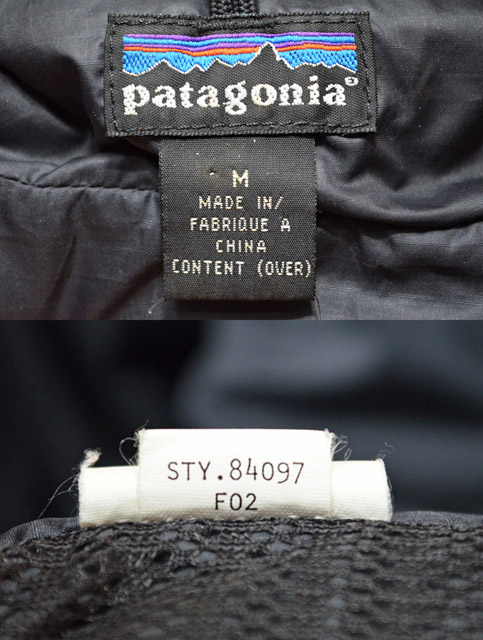 patagonia®
M
MADE IN/
FABRIQUE A
CHINA
CONTENT (OVER)
STY.84097
F02